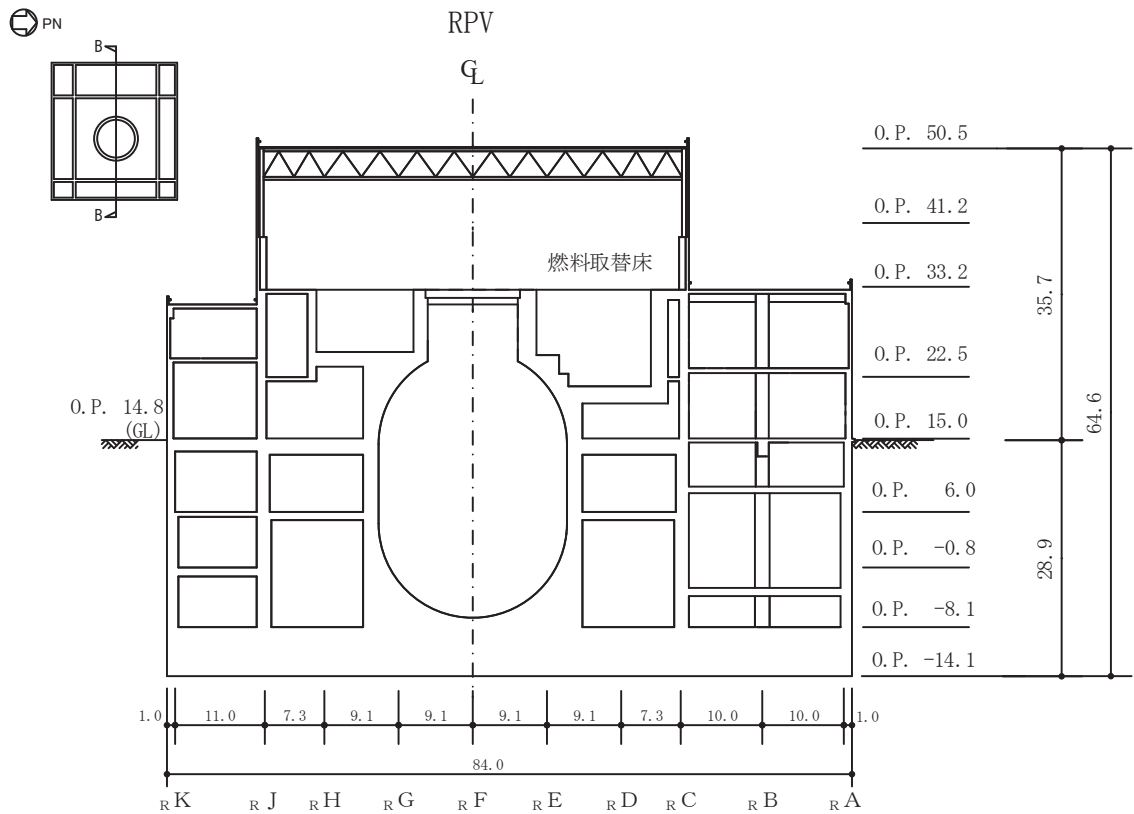 PN
RPV
B
℄
B
O.P. 50.5
O.P. 41.2
燃料取替床
O.P. 33.2
35.7
O.P. 22.5
O.P. 14.8
(GL)
O.P. 15.0
64.6
O.P. 6.0
O.P. -0.8
28.9
O.P. -8.1
O.P. -14.1
1.0 11.0 7.3 9.1 9.1 9.1 9.1 7.3 10.0 10.0 1.0
84.0
RK RJ RH RG RF RE RD RC RB RA